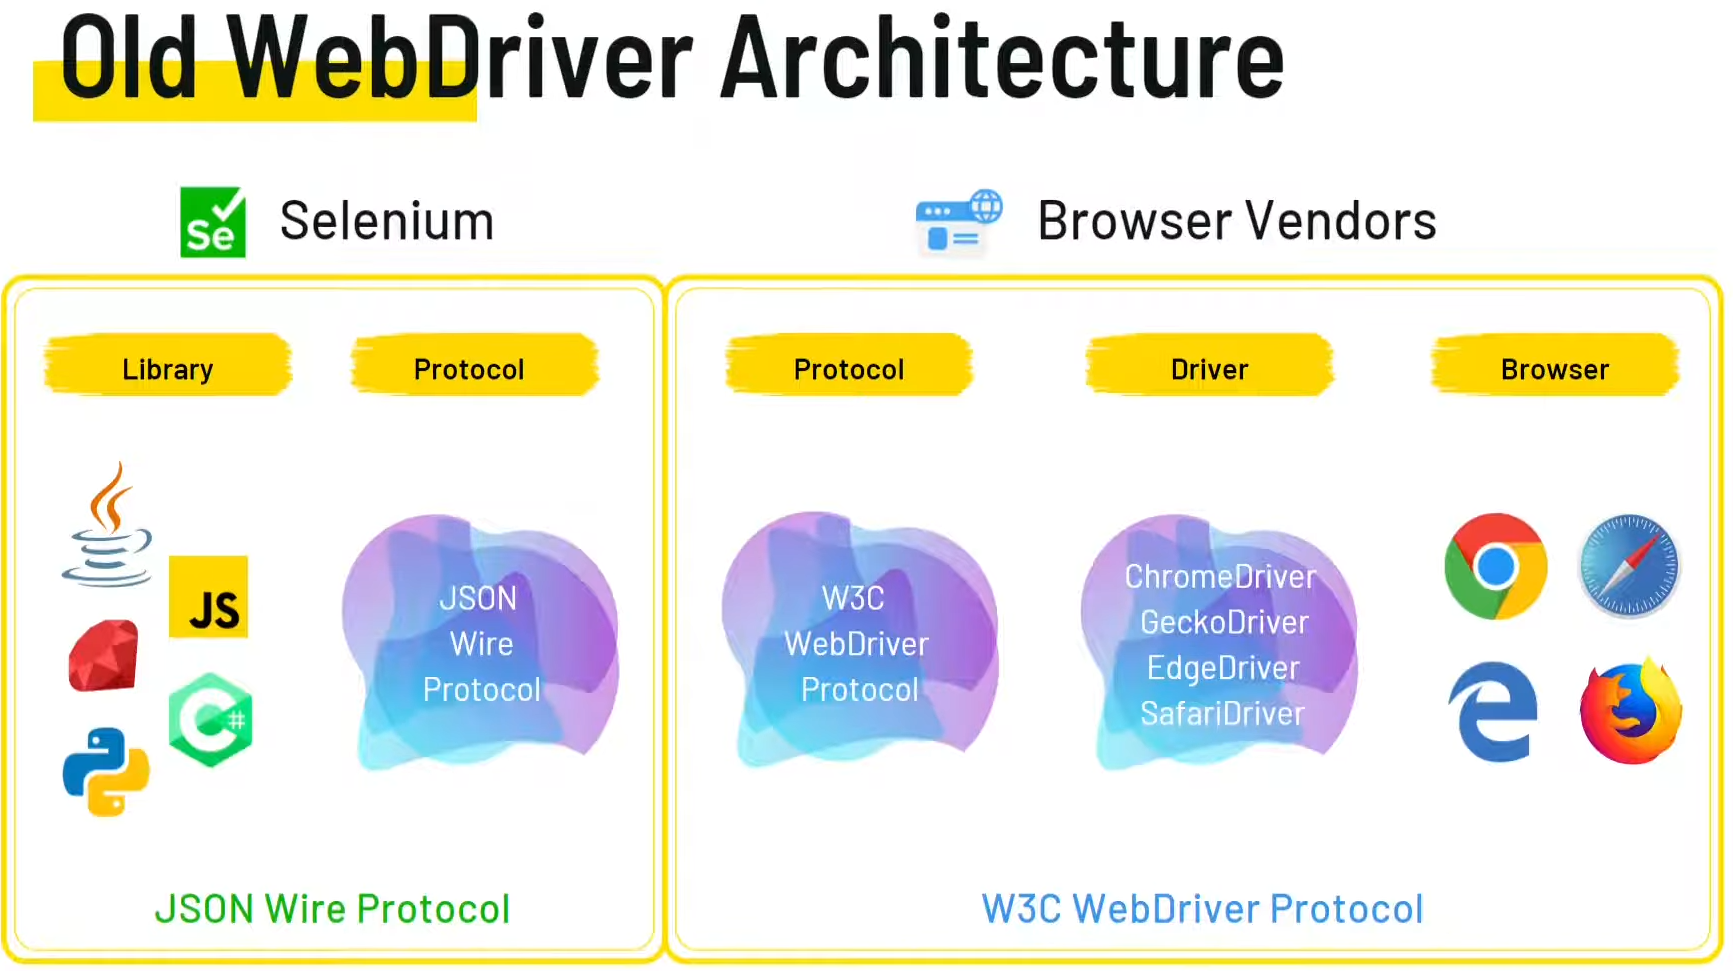 Old WebDriver Architecture
Se
Selenium
Browser Vendors
Library
Protocol
Protocol
Driver
Browser
JS
C#
JSON
Wire
Protocol
W3C
WebDriver
Protocol
ChromeDriver
GeckoDriver
EdgeDriver
SafariDriver
JSON Wire Protocol
W3C WebDriver Protocol